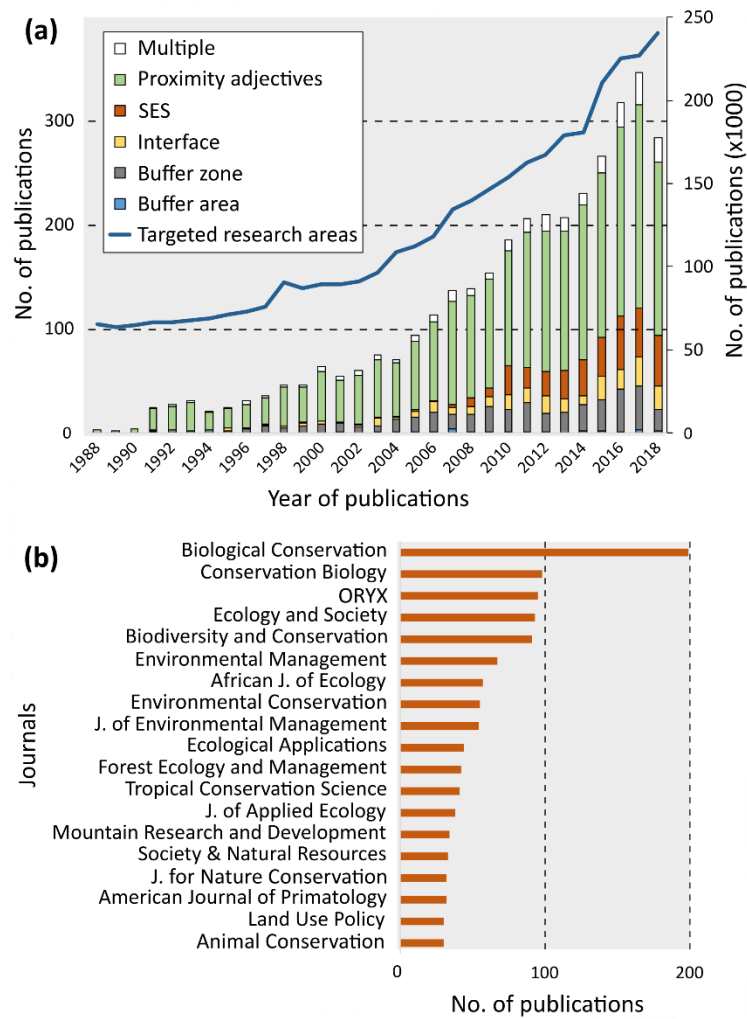 (a)
Multiple
Proximity adjectives
SES
Interface
Buffer zone
Buffer area
Targeted research areas
No. of publications
300
200
100
0
No. of publications (x1000)
250
200
150
100
50
0
1988
1990
1992
1994
1996
1998
2000
2002
2004
2006
2008
2010
2012
2014
2016
2018
Year of publications
(b)
Journals
Biological Conservation
Conservation Biology
ORYX
Ecology and Society
Biodiversity and Conservation
Environmental Management
African J. of Ecology
Environmental Conservation
J. of Environmental Management
Ecological Applications
Forest Ecology and Management
Tropical Conservation Science
J. of Applied Ecology
Mountain Research and Development
Society & Natural Resources
J. for Nature Conservation
American Journal of Primatology
Land Use Policy
Animal Conservation
0
100
200
No. of publications